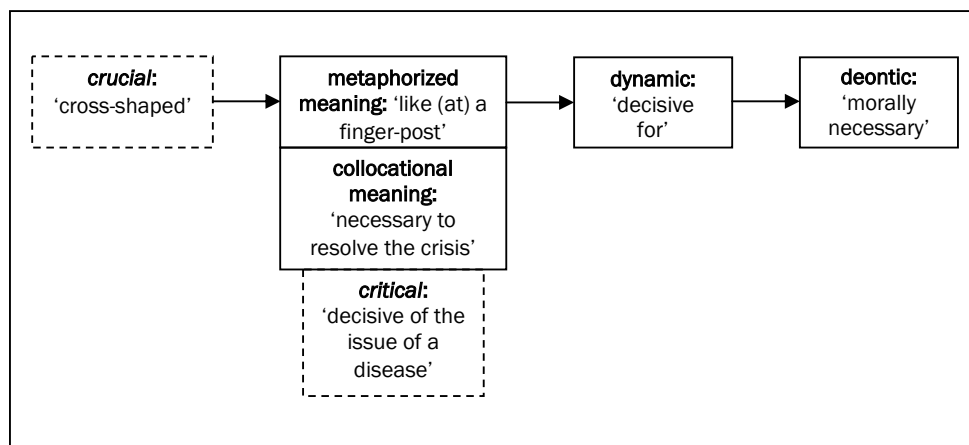 crucial:
‘cross-shaped’
metaphorized
meaning: ‘like (at) a
finger-post’
collocational
meaning:
‘necessary to
resolve the crisis’
critical:
‘decisive of the
issue of a
disease’
dynamic:
‘decisive
for’
deontic:
‘morally
necessary’